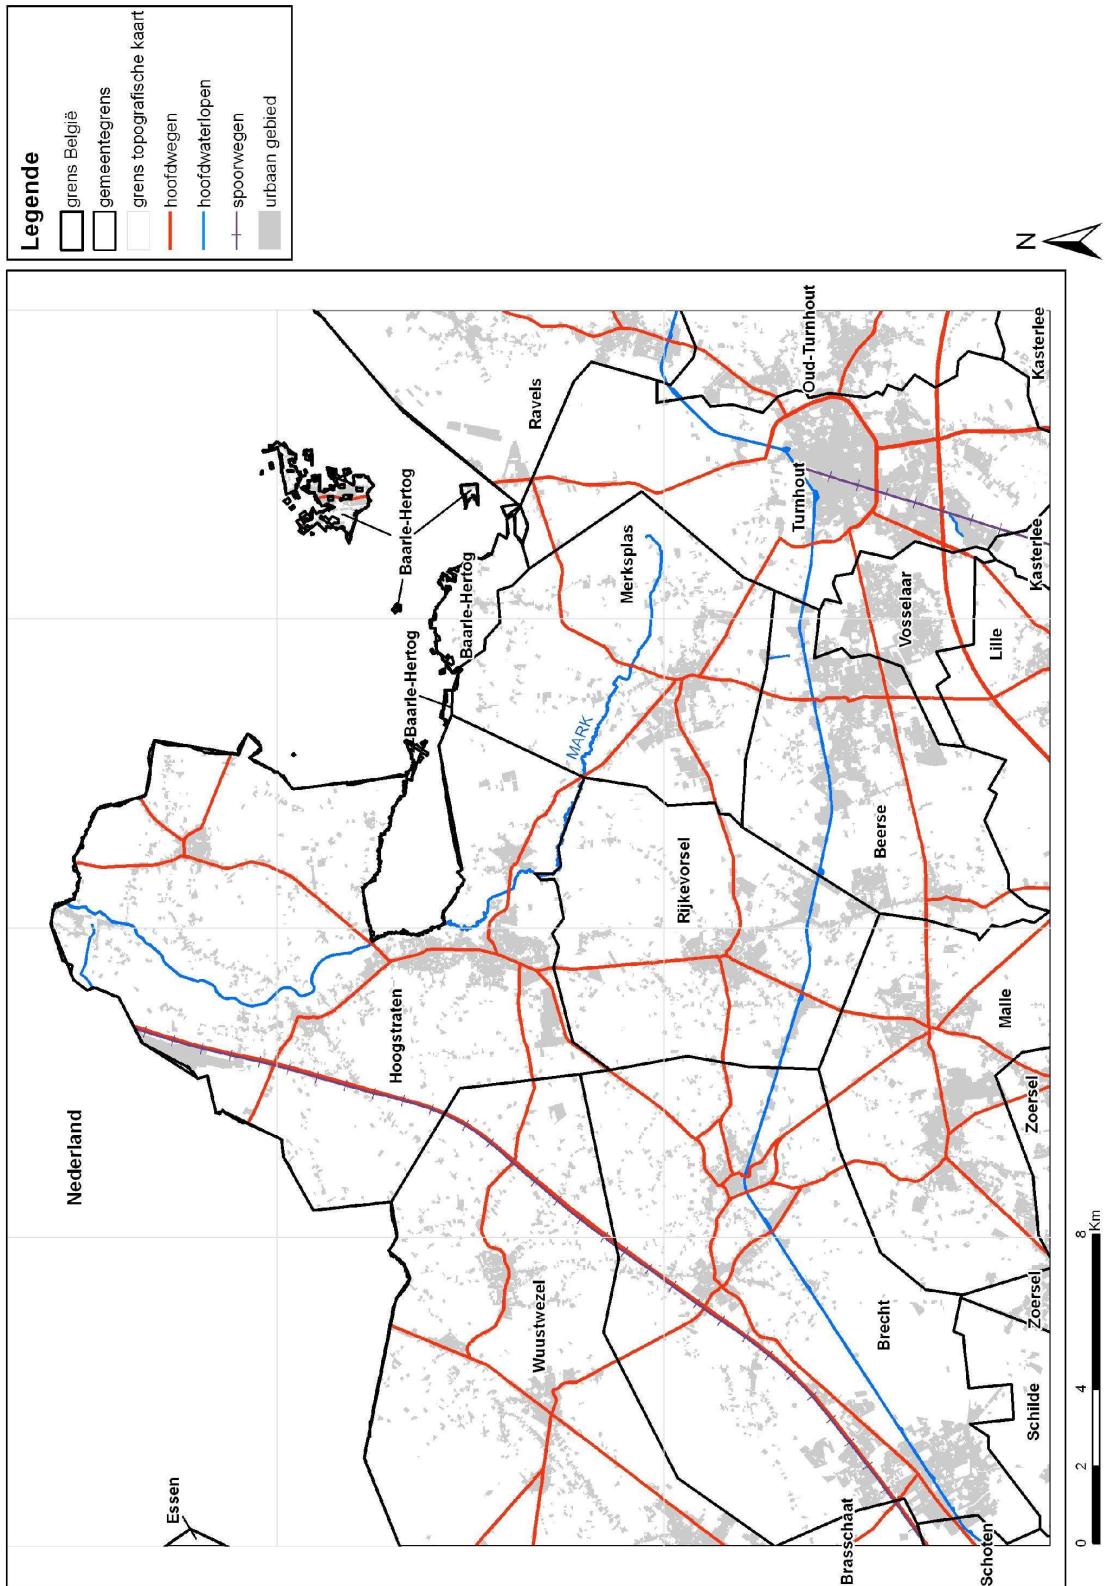 Legende
grens België
gemeentegrens
grens topografische kaart
hoofdwegen
hoofdwaterlopen
spoorwegen
urbaan gebied
N
Nederland
Essen
Baarle-Hertog
Baarle-Hertog
Baarle-Hertog
Ravels
Hoogstraten
Merksplas
MARK
Wuustwezel
Rijkevorsel
Turnhout
Oud-Turnhout
Vosselaar
Beerse
Brecht
Brasschaat
Lille
Malle
Kasterlee
Kasterlee
Zoersel
Zoersel
Schilde
Schoten
0 2 4 8
Km